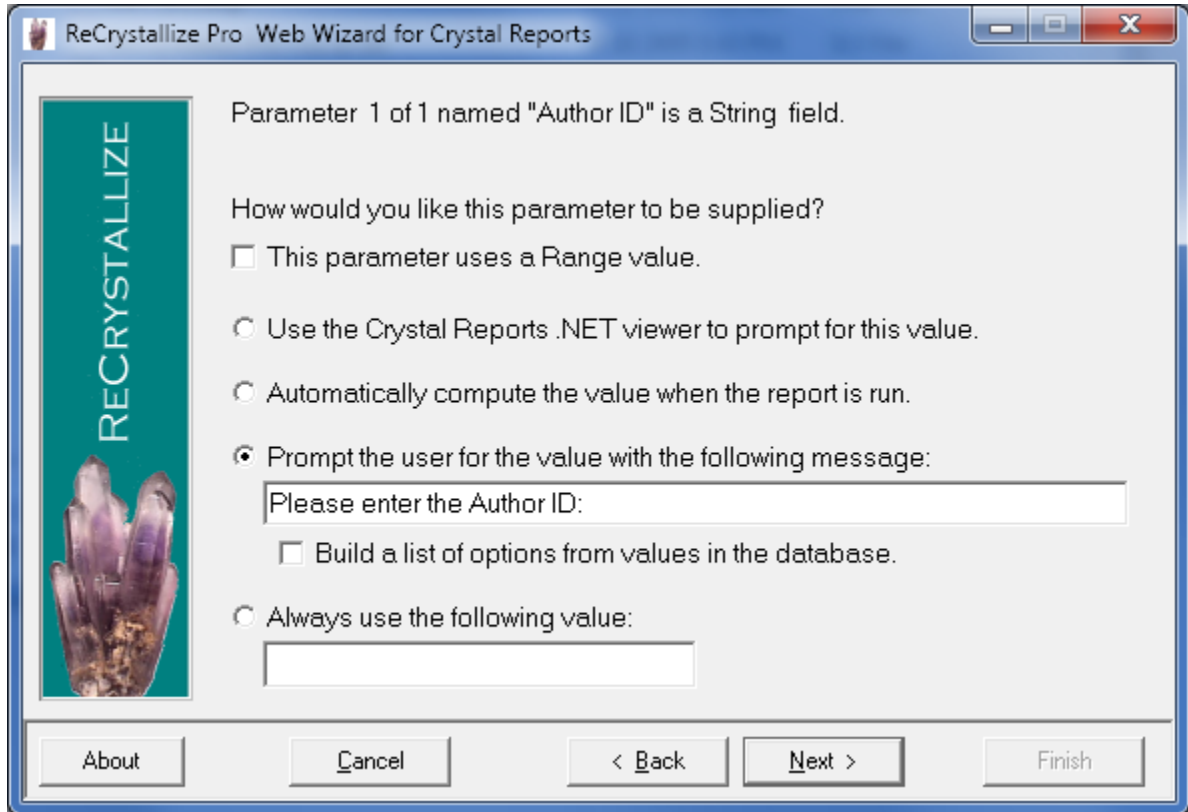 ReCrystallize Pro  Web Wizard for Crystal Reports
RECRYSTALLIZE
Parameter  1 of 1 named "Author ID" is a String  field.
How would you like this parameter to be supplied?
This parameter uses a Range value.
Use the Crystal Reports .NET viewer to prompt for this value.
Automatically compute the value when the report is run.
Prompt the user for the value with the following message:
Please enter the Author ID:
Build a list of options from values in the database.
Always use the following value:
About
Cancel
< Back
Next >
Finish